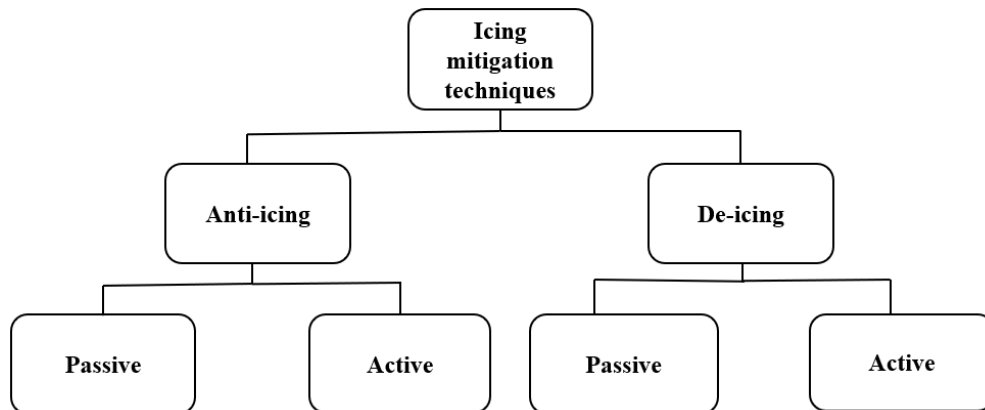 Icing
mitigation
techniques
Anti-icing
De-icing
Passive
Active
Passive
Active